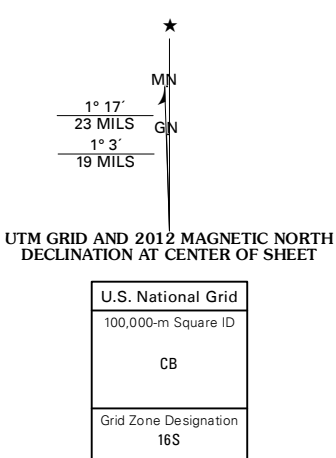 ★
MN
1° 17´
23 MILS
GN
1° 3´
19 MILS
UTM GRID AND 2012 MAGNETIC NORTH
DECLINATION AT CENTER OF SHEET
U.S. National Grid
100,000-m Square ID
CB
Grid Zone Designation
16S